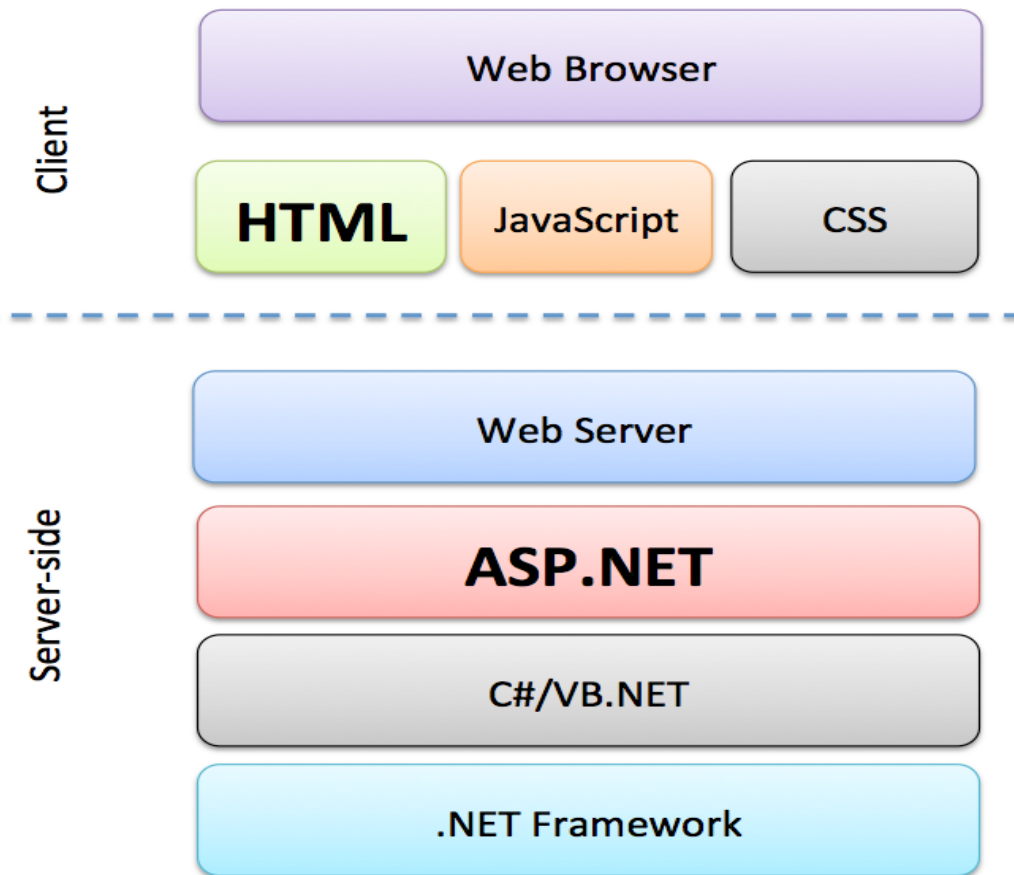 Client
Web Browser
HTML
JavaScript
CSS
Server-side
Web Server
ASP.NET
C#/VB.NET
.NET Framework